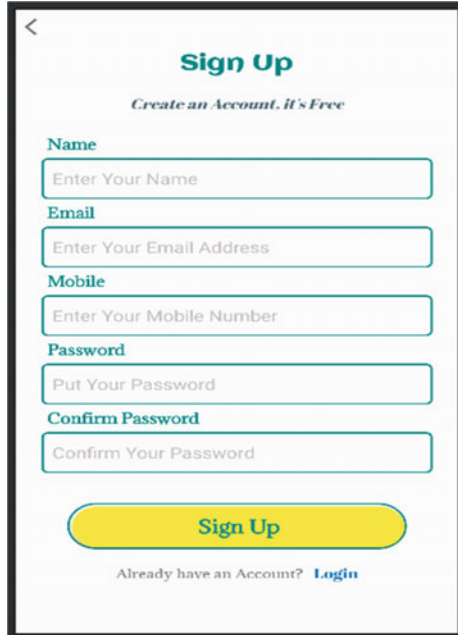 Sign Up
Create an Account. it's Free
Name
Enter Your Name
Email
Enter Your Email Address
Mobile
Enter Your Mobile Number
Password
Put Your Password
Confirm Password
Confirm Your Password
Sign Up
Already have an Account? Login